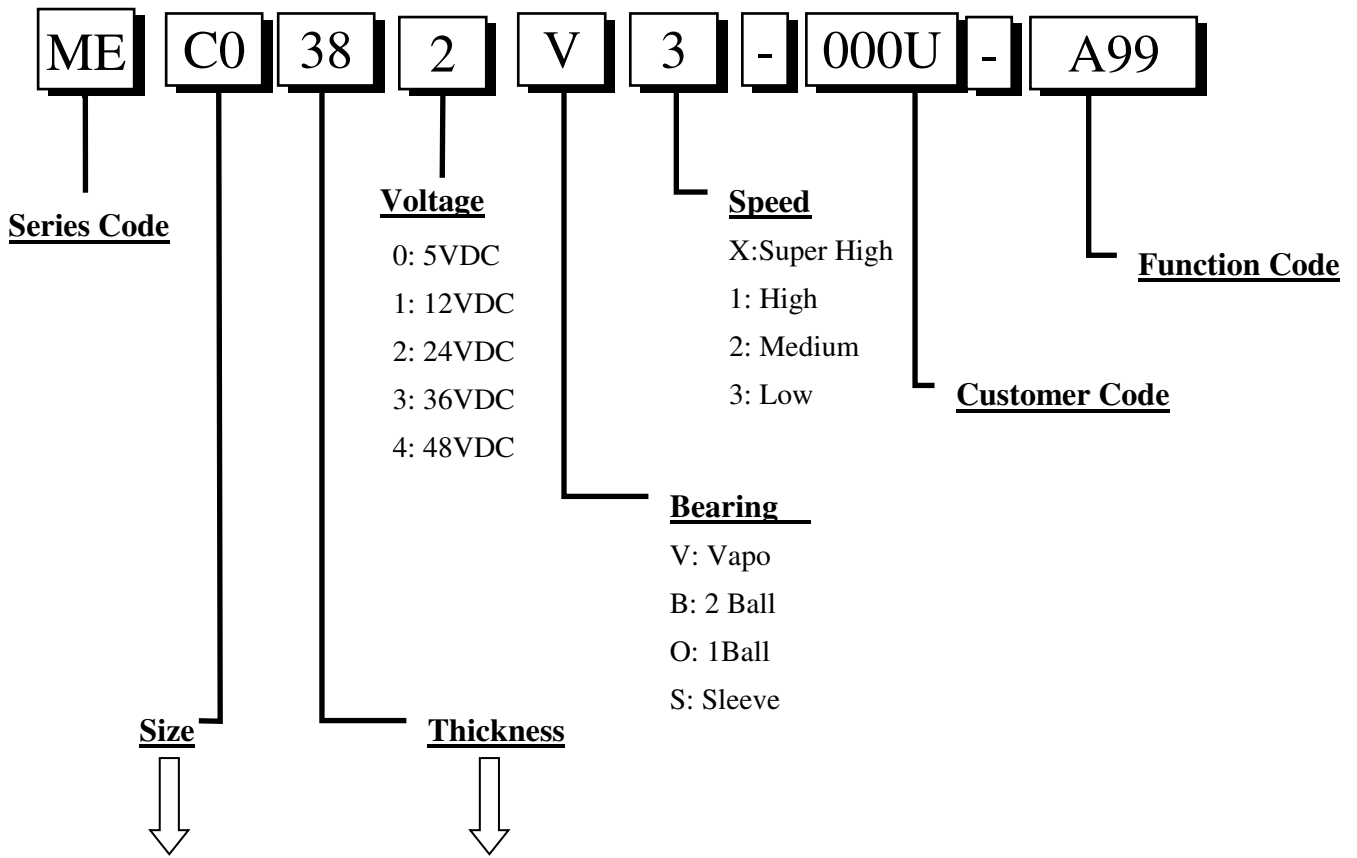 ME C0 38 2 V 3 - 000U - A99
Series Code
Voltage
0: 5VDC
1: 12VDC
2: 24VDC
3: 36VDC
4: 48VDC
Speed
X:Super High
1: High
2: Medium
3: Low
Function Code
Customer Code
Bearing
V: Vapo
B: 2 Ball
O: 1Ball
S: Sleeve
Size
Thickness